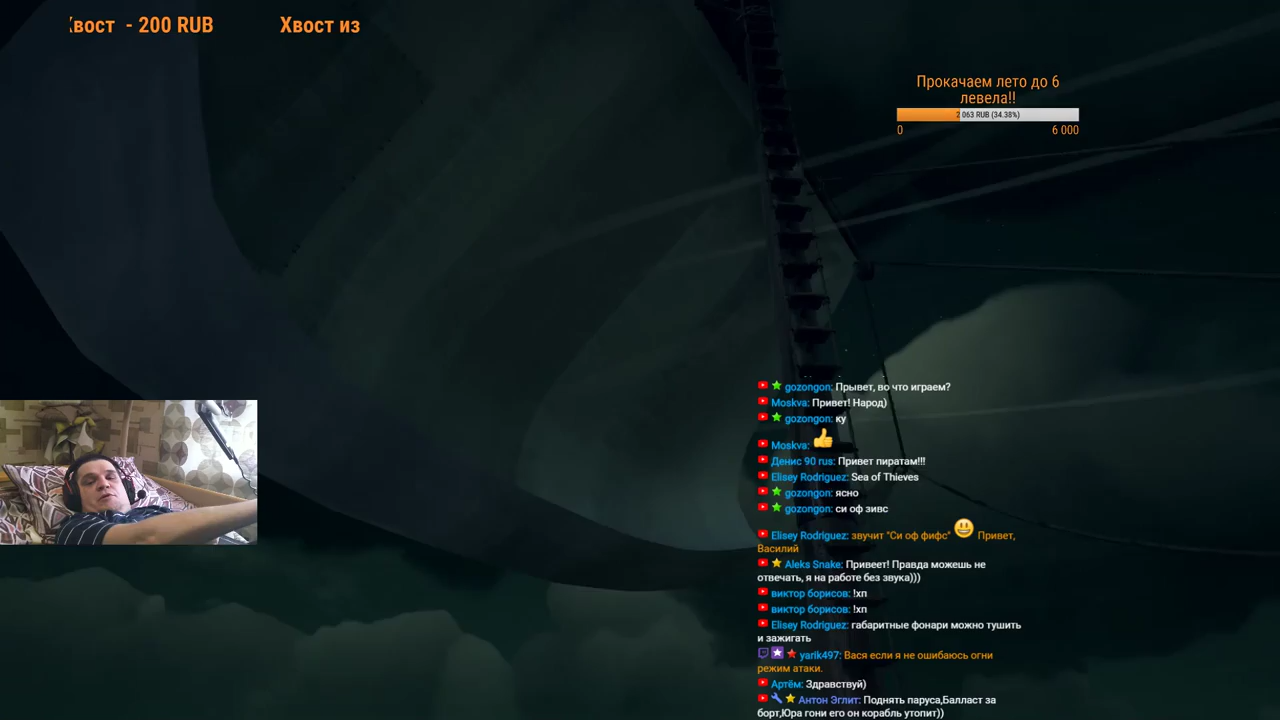 Хвост - 200 RUB Хвост из
Прокачаем лето до 6
левела!!
2 063 RUB (34.38%)
0 6 000
gozongon: Прывет, во что играем?
Moskva: Привет! Народ)
gozongon: ку
Moskva:
Денис 90 rus: Привет пиратам!!!
Elisey Rodriguez: Sea of Thieves
gozongon: ясно
gozongon: си оф зивс
Elisey Rodriguez: звучит "Си оф фифс" Привет,
Василий
Aleks Snake: Привеет! Правда можешь не
отвечать, я на работе без звука)))
виктор борисов: !хп
виктор борисов: !хп
Elisey Rodriguez: габаритные фонари можно тушить
и зажигать
yarik497: Вася если я не ошибаюсь огни
режим атаки.
Артём: Здравствуй)
Антон Эглит: Поднять паруса,Балласт за
борт,Юра гони его он корабль утопит))